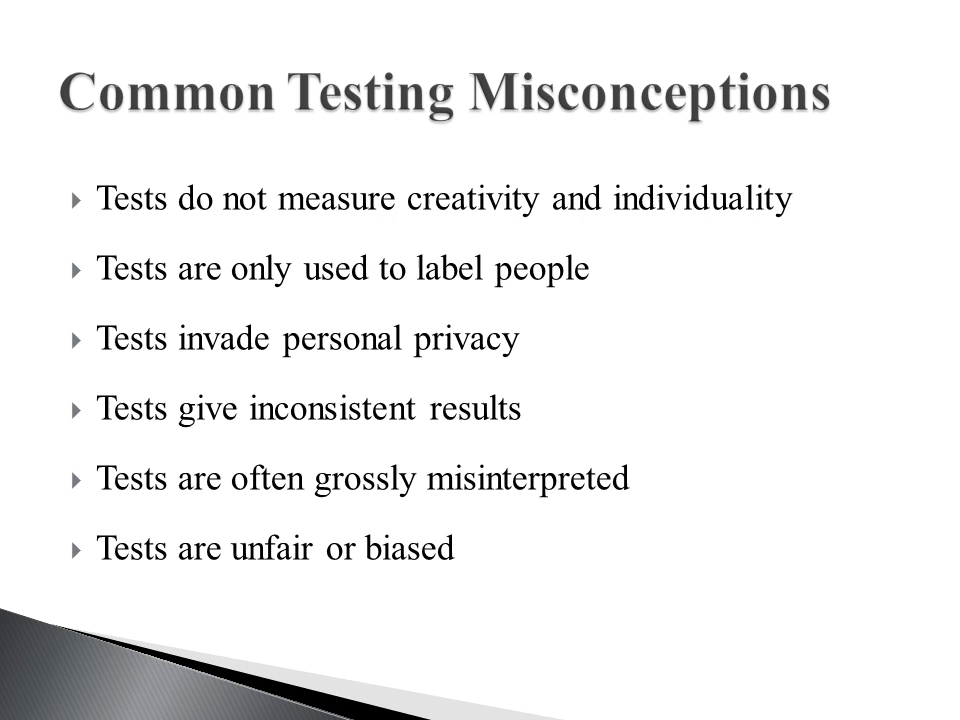 Common Testing Misconceptions
Tests do not measure creativity and individuality
Tests are only used to label people
Tests invade personal privacy
Tests give inconsistent results
Tests are often grossly misinterpreted
Tests are unfair or biased